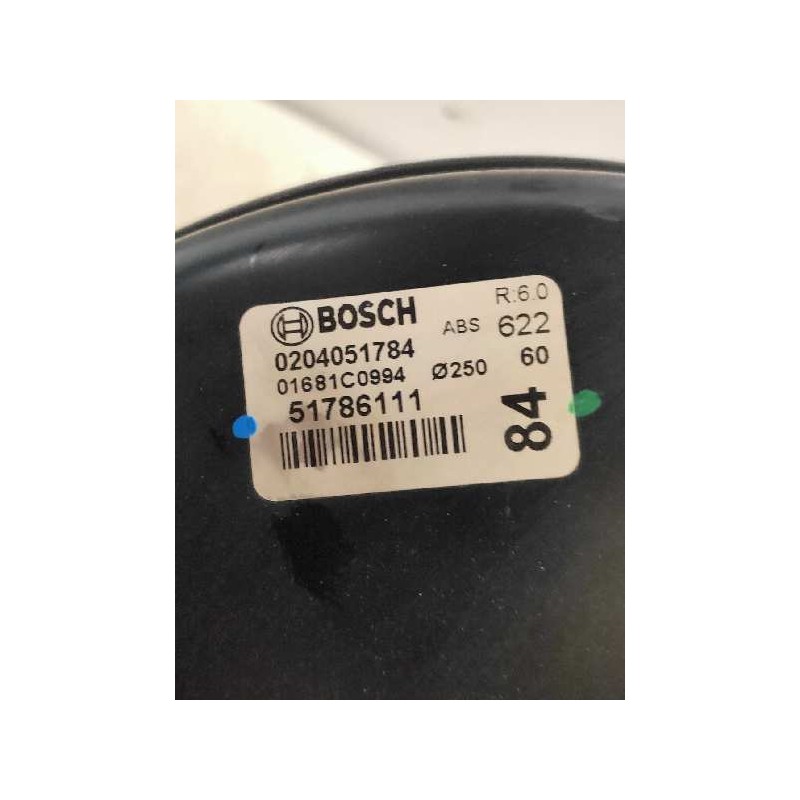 BOSCH
R:6.0
0204051784
ABS 622
01681C0994 Ø250 60
51786111
84